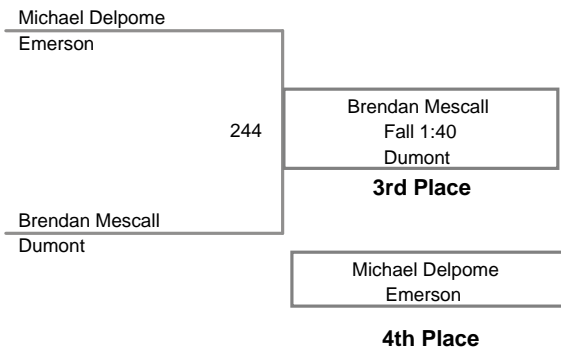 Michael Delpome
Emerson
244
Brendan Mescall
Fall 1:40
Dumont
3rd Place
Brendan Mescall
Dumont
Michael Delpome
Emerson
4th Place